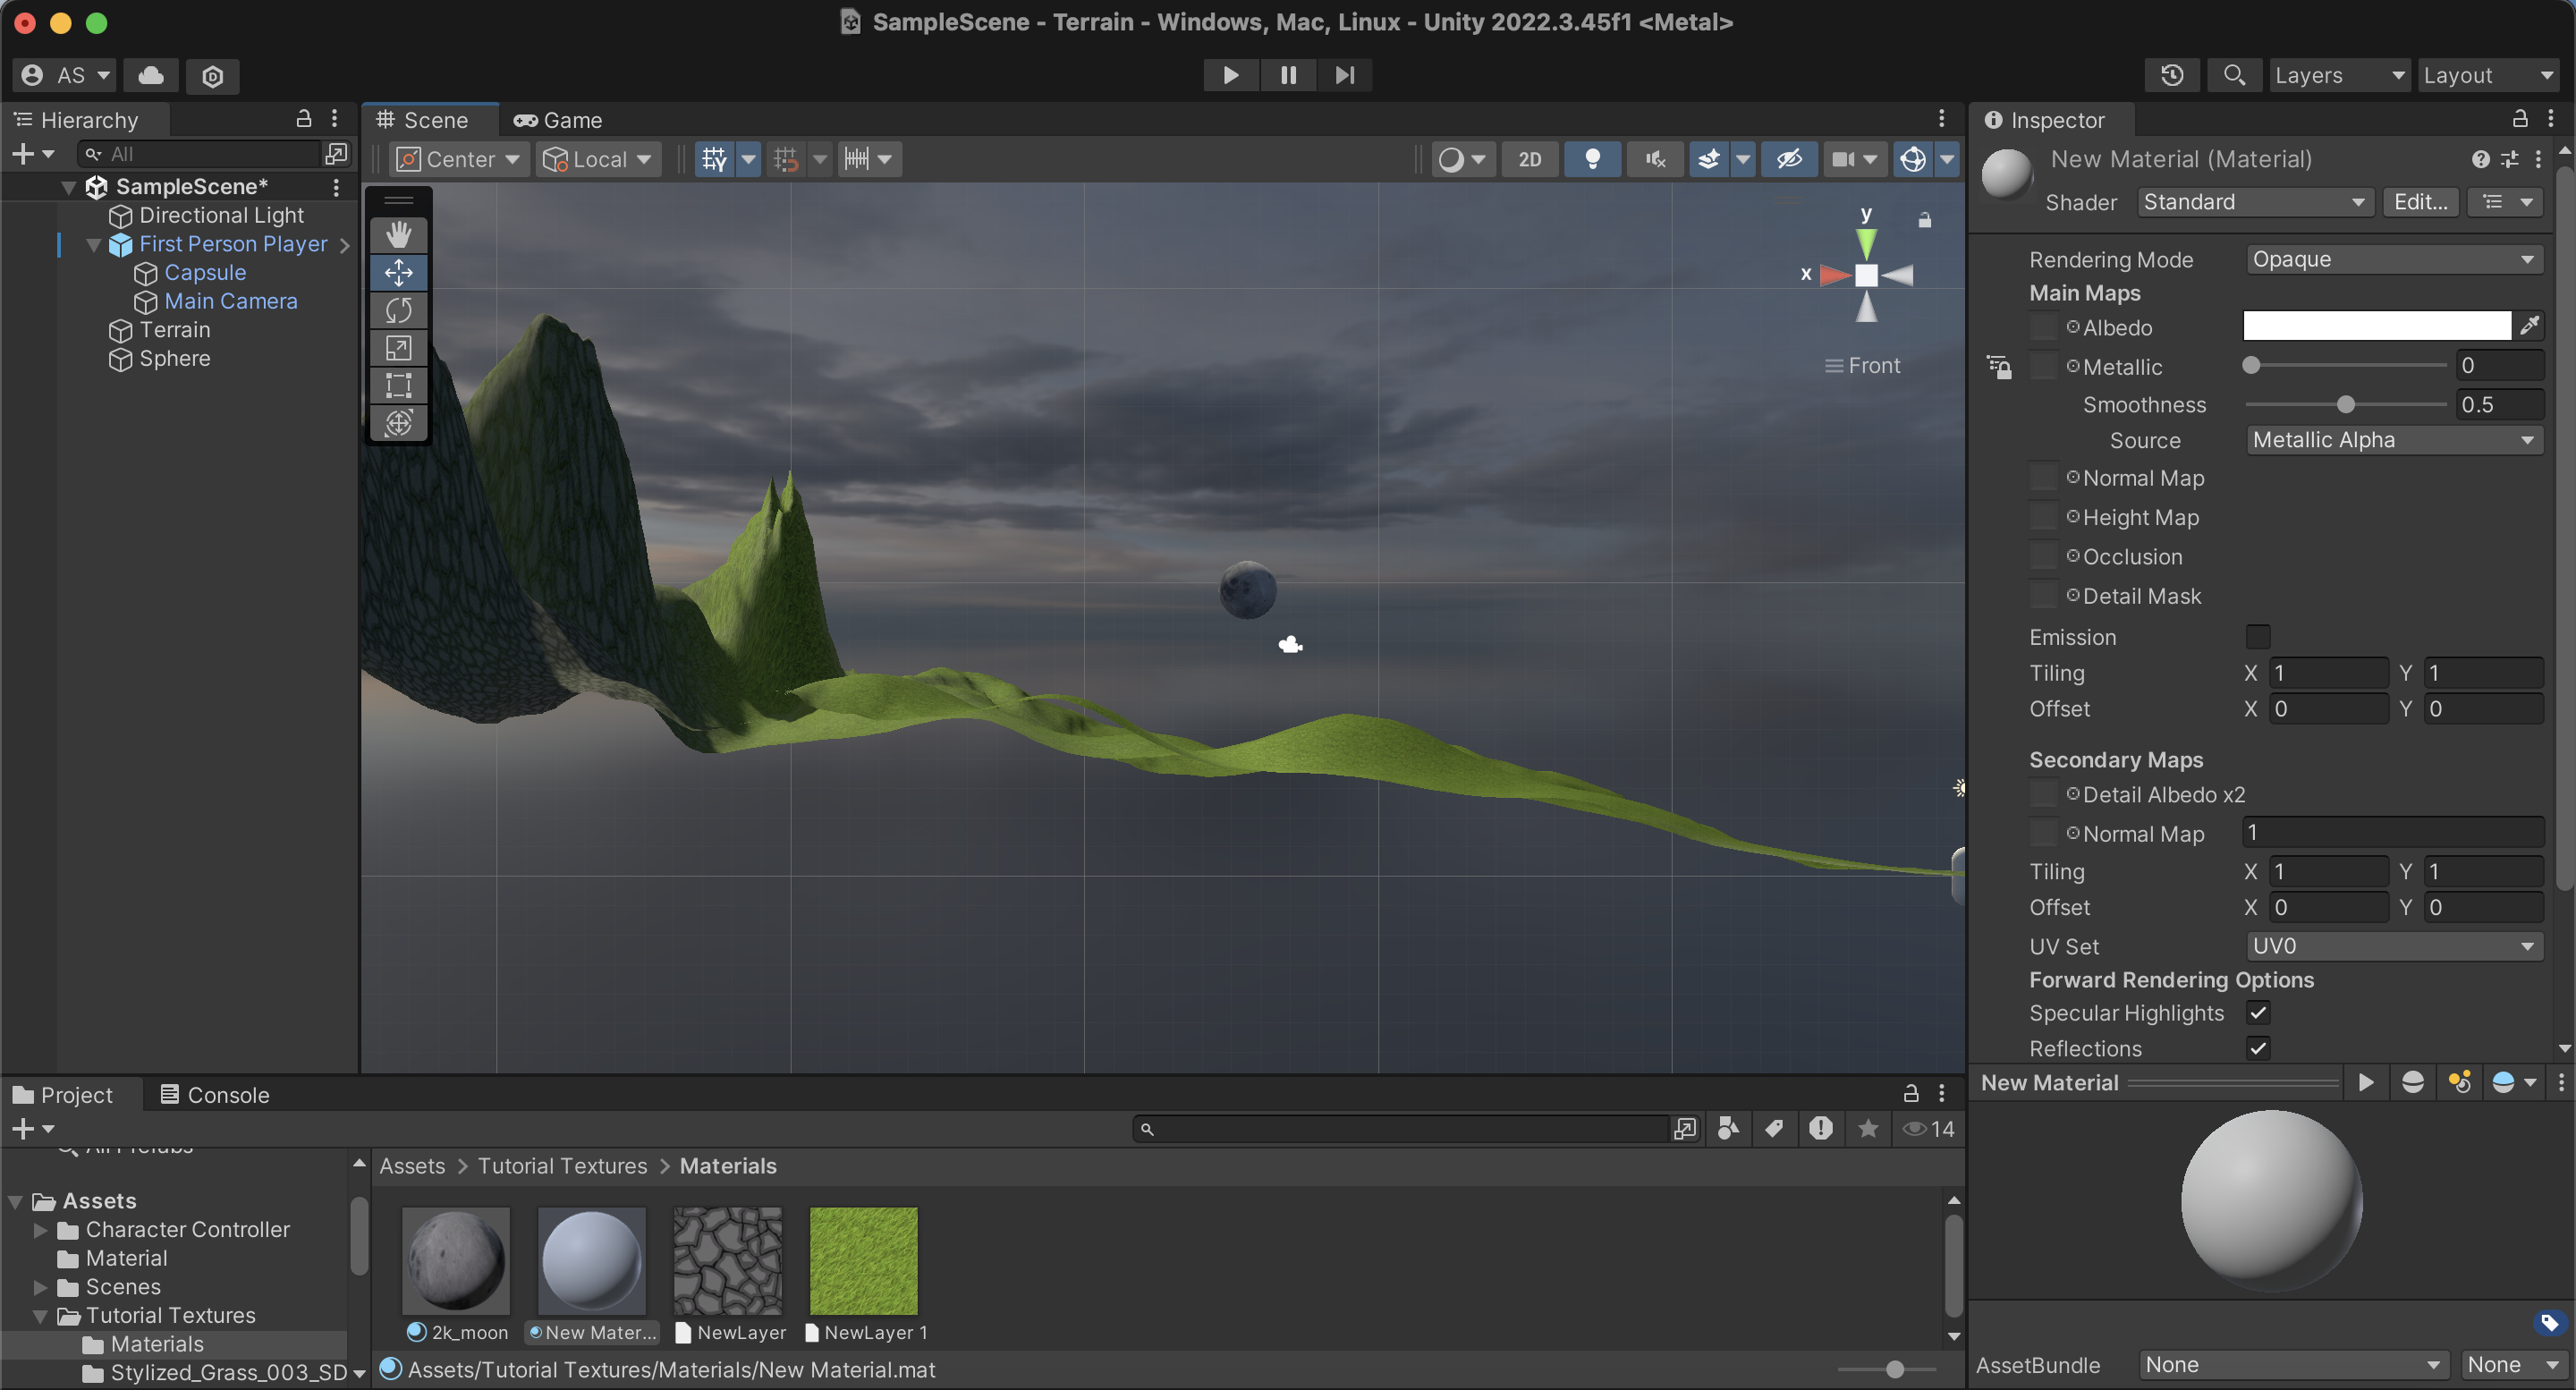 SampleScene - Terrain - Windows, Mac, Linux - Unity 2022.3.45f1 <Metal>
AS
Layers
Layout
Hierarchy
All
SampleScene*
Directional Light
First Person Player
Capsule
Main Camera
Terrain
Sphere
Scene
Game
Center
Local
2D
y
x
Front
Inspector
New Material (Material)
Shader Standard Edit...
Rendering Mode Opaque
Main Maps
Albedo
Metallic 0
Smoothness 0.5
Source Metallic Alpha
Normal Map
Height Map
Occlusion
Detail Mask
Emission
Tiling X 1 Y 1
Offset X 0 Y 0
Secondary Maps
Detail Albedo x2
Normal Map 1
Tiling X 1 Y 1
Offset X 0 Y 0
UV Set UV0
Forward Rendering Options
Specular Highlights
Reflections
New Material
AssetBundle None None
Project
Console
14
All Prefabs
Assets
Character Controller
Material
Scenes
Tutorial Textures
Materials
Stylized_Grass_003_SD
Assets > Tutorial Textures > Materials
2k_moon
New Mater...
NewLayer
NewLayer 1
Assets/Tutorial Textures/Materials/New Material.mat